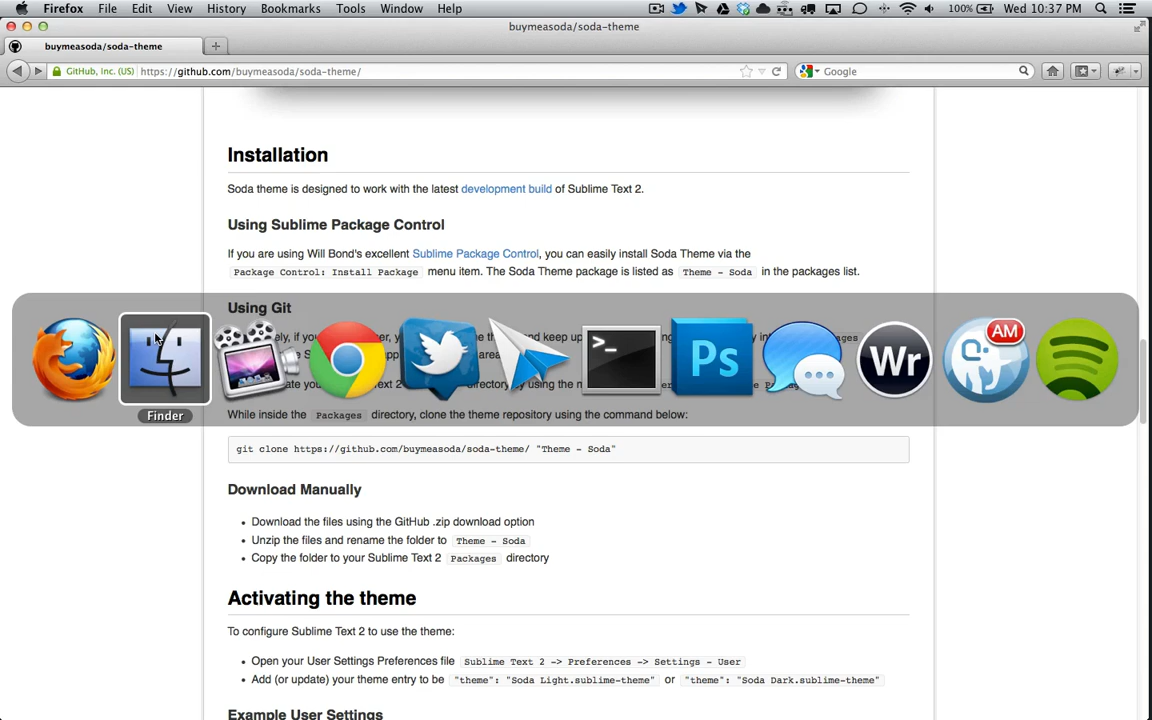 Firefox File Edit View History Bookmarks Tools Window Help 100% Wed 10:37 PM
buymeasoda/soda-theme
buymeasoda/soda-theme
GitHub, Inc. (US) https://github.com/buymeasoda/soda-theme/ Google
Installation
Soda theme is designed to work with the latest development build of Sublime Text 2.
Using Sublime Package Control
If you are using Will Bond's excellent Sublime Package Control, you can easily install Soda Theme via the
Package Control: Install Package menu item. The Soda Theme package is listed as Theme - Soda in the packages list.
Using Git
>_ Ps Wr AM
Finder
While inside the Packages directory, clone the theme repository using the command below:
git clone https://github.com/buymeasoda/soda-theme/ "Theme - Soda"
Download Manually
Download the files using the GitHub .zip download option
Unzip the files and rename the folder to Theme - Soda
Copy the folder to your Sublime Text 2 Packages directory
Activating the theme
To configure Sublime Text 2 to use the theme:
Open your User Settings Preferences file Sublime Text 2 -> Preferences -> Settings - User
Add (or update) your theme entry to be "theme": "Soda Light.sublime-theme" or "theme": "Soda Dark.sublime-theme"
Example User Settings